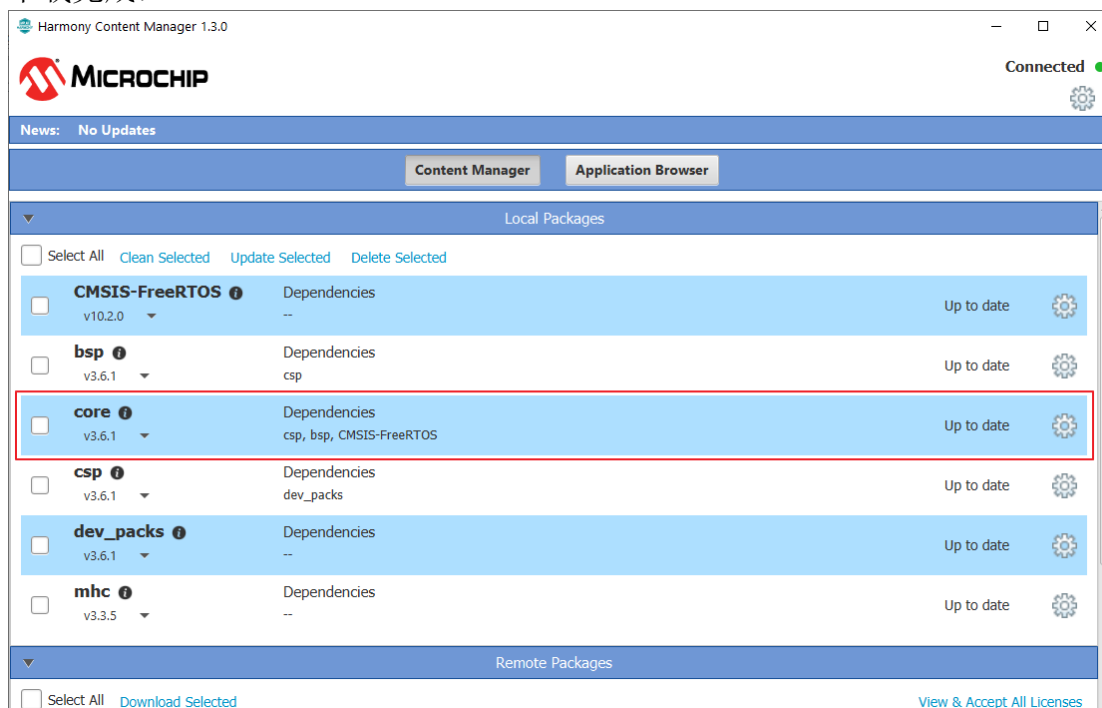 Harmony Content Manager 1.3.0
MICROCHIP
Connected
News: No Updates
Content Manager Application Browser
Local Packages
Select All Clean Selected Update Selected Delete Selected
CMSIS-FreeRTOS Dependencies
v10.2.0 -- Up to date
bsp Dependencies
v3.6.1 csp Up to date
core Dependencies
v3.6.1 csp, bsp, CMSIS-FreeRTOS Up to date
csp Dependencies
v3.6.1 dev_packs Up to date
dev_packs Dependencies
v3.6.1 -- Up to date
mhc Dependencies
v3.3.5 -- Up to date
Remote Packages
Select All Download Selected View & Accept All Licenses